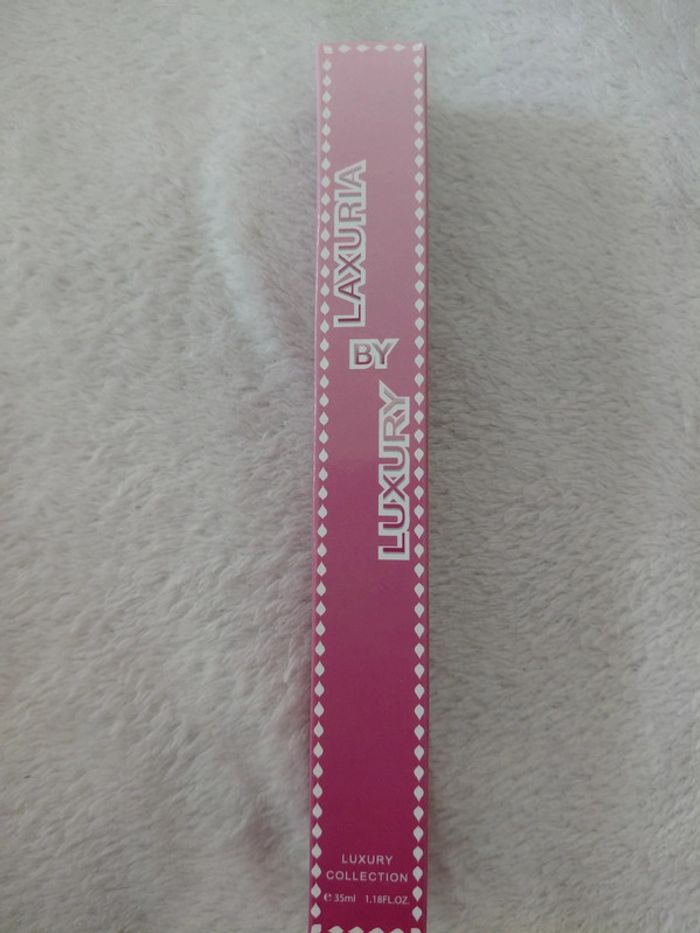 LAXURIA
BY
LUXURY
LUXURY
COLLECTION
℮ 35ml 1.18FL.OZ.